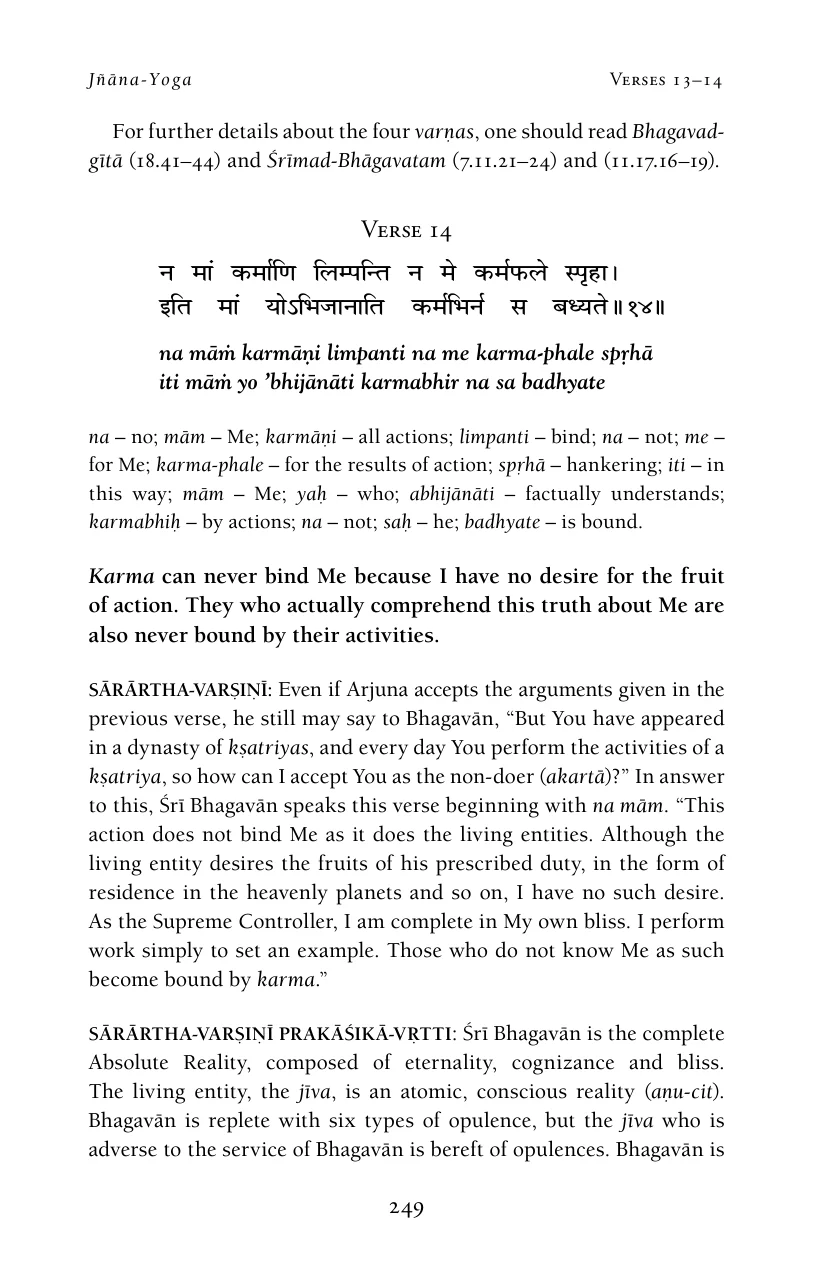 Jñāna-Yoga Verses 13–14
For further details about the four varṇas, one should read Bhagavad-
gītā (18.41–44) and Śrīmad-Bhāgavatam (7.11.21–24) and (11.17.16–19).
Verse 14
न मां कर्माणि लिम्पन्ति न मे कर्मफले स्पृहा।
इति मां योऽभिजानाति कर्मभिर्न स बध्यते॥१४॥
na māṁ karmāṇi limpanti na me karma-phale spṛhā
iti māṁ yo ’bhijānāti karmabhir na sa badhyate
na – no; mām – Me; karmāṇi – all actions; limpanti – bind; na – not; me –
for Me; karma-phale – for the results of action; spṛhā – hankering; iti – in
this way; mām – Me; yaḥ – who; abhijānāti – factually understands;
karmabhiḥ – by actions; na – not; saḥ – he; badhyate – is bound.
Karma can never bind Me because I have no desire for the fruit
of action. They who actually comprehend this truth about Me are
also never bound by their activities.
SĀRĀRTHA-VARṢIṆĪ: Even if Arjuna accepts the arguments given in the
previous verse, he still may say to Bhagavān, “But You have appeared
in a dynasty of kṣatriyas, and every day You perform the activities of a
kṣatriya, so how can I accept You as the non-doer (akartā)?” In answer
to this, Śrī Bhagavān speaks this verse beginning with na mām. “This
action does not bind Me as it does the living entities. Although the
living entity desires the fruits of his prescribed duty, in the form of
residence in the heavenly planets and so on, I have no such desire.
As the Supreme Controller, I am complete in My own bliss. I perform
work simply to set an example. Those who do not know Me as such
become bound by karma.”
SĀRĀRTHA-VARṢIṆĪ PRAKĀŚIKĀ-VṚTTI: Śrī Bhagavān is the complete
Absolute Reality, composed of eternality, cognizance and bliss.
The living entity, the jīva, is an atomic, conscious reality (aṇu-cit).
Bhagavān is replete with six types of opulence, but the jīva who is
adverse to the service of Bhagavān is bereft of opulences. Bhagavān is
249